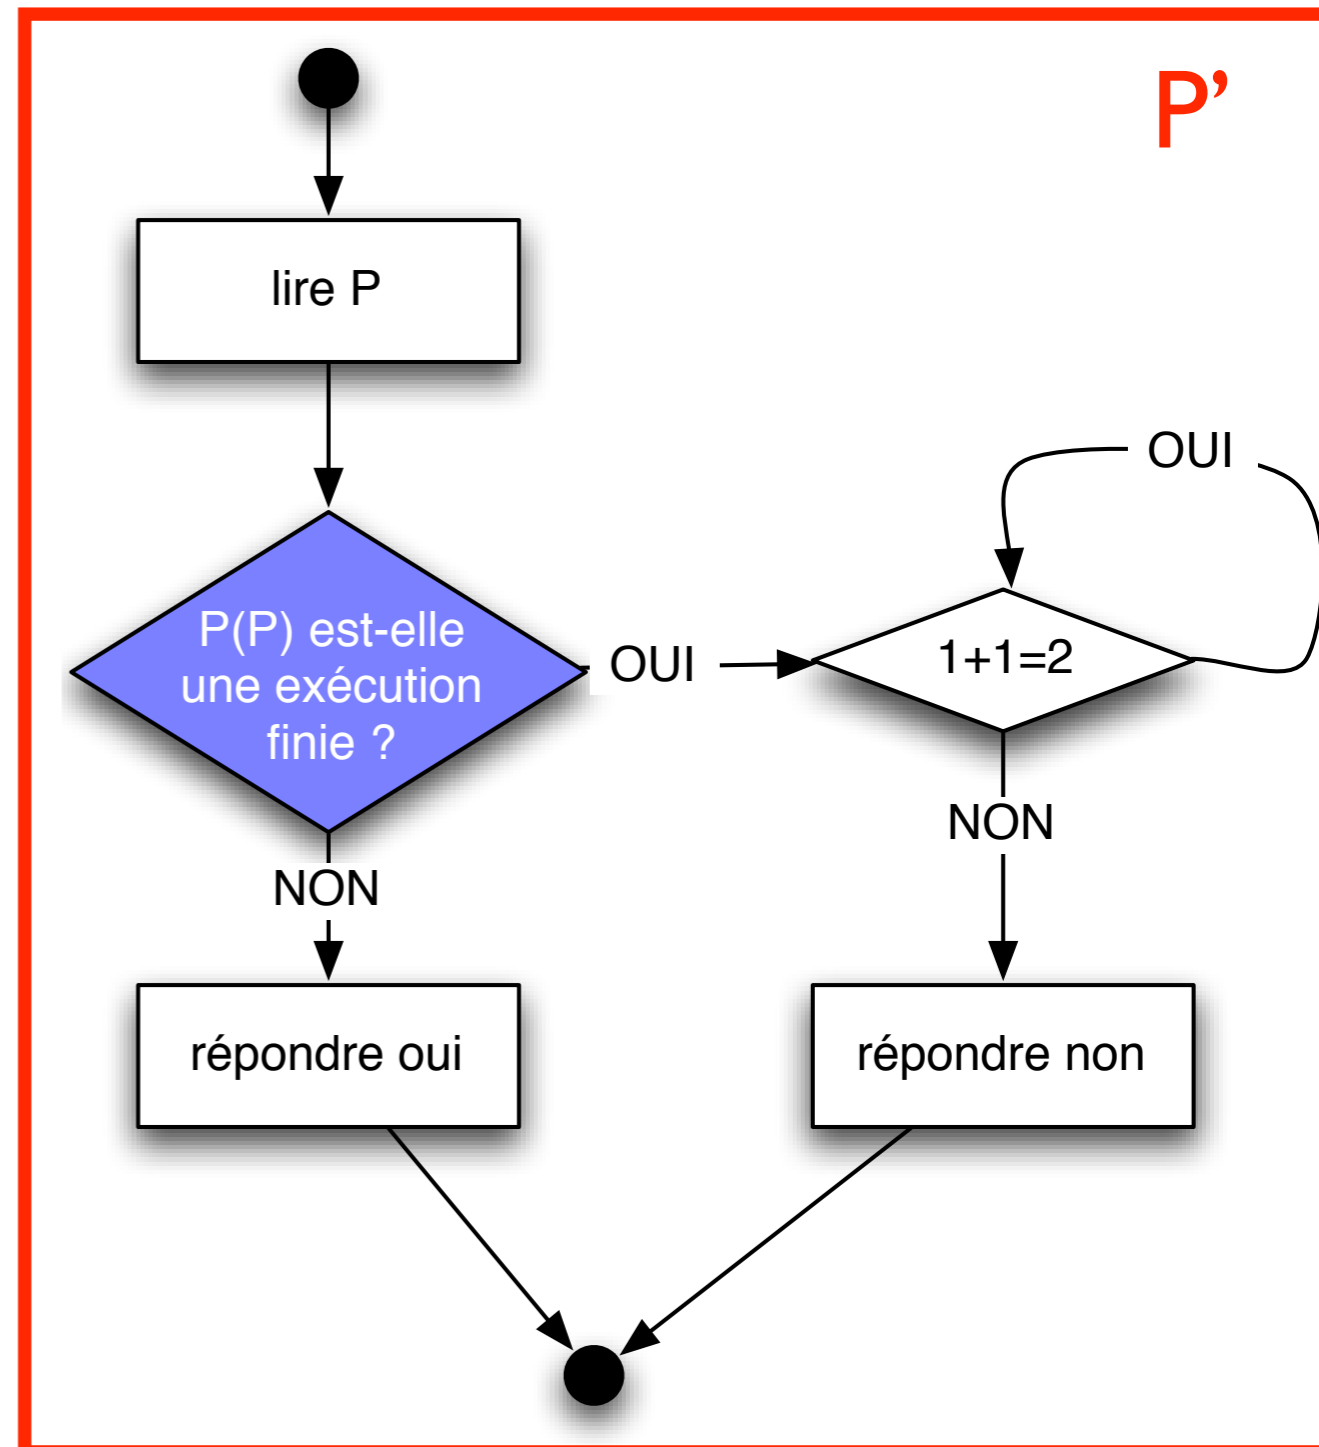 P’
lire P
OUI
P(P) est-elle
une exécution
finie ?
OUI
1+1=2
NON
NON
répondre oui
répondre non